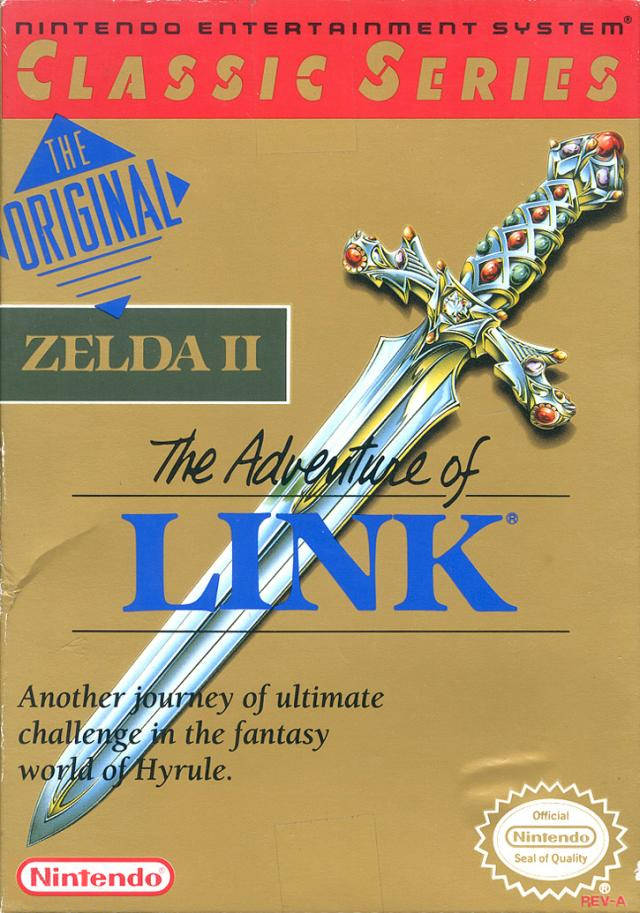 NINTENDO ENTERTAINMENT SYSTEM®
CLASSIC SERIES
THE
ORIGINAL
ZELDA II
The Adventure of
LINK®
Another journey of ultimate
challenge in the fantasy
world of Hyrule.
Nintendo®
Official
Nintendo
Seal of Quality
®
REV-A